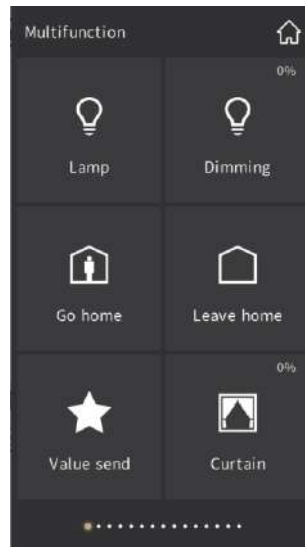 Multifunction
0%
Lamp
Dimming
Go home
Leave home
0%
Value send
Curtain